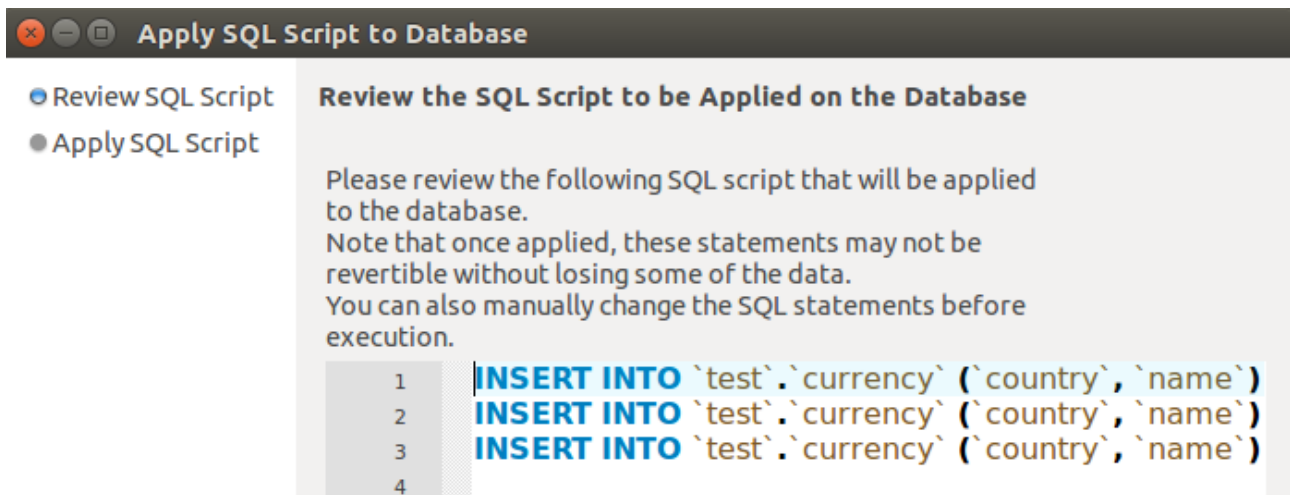 Apply SQL Script to Database
Review SQL Script
Apply SQL Script
Review the SQL Script to be Applied on the Database
Please review the following SQL script that will be applied
to the database.
Note that once applied, these statements may not be
revertible without losing some of the data.
You can also manually change the SQL statements before
execution.
1 INSERT INTO `test`.`currency` (`country`, `name`)
2 INSERT INTO `test`.`currency` (`country`, `name`)
3 INSERT INTO `test`.`currency` (`country`, `name`)
4